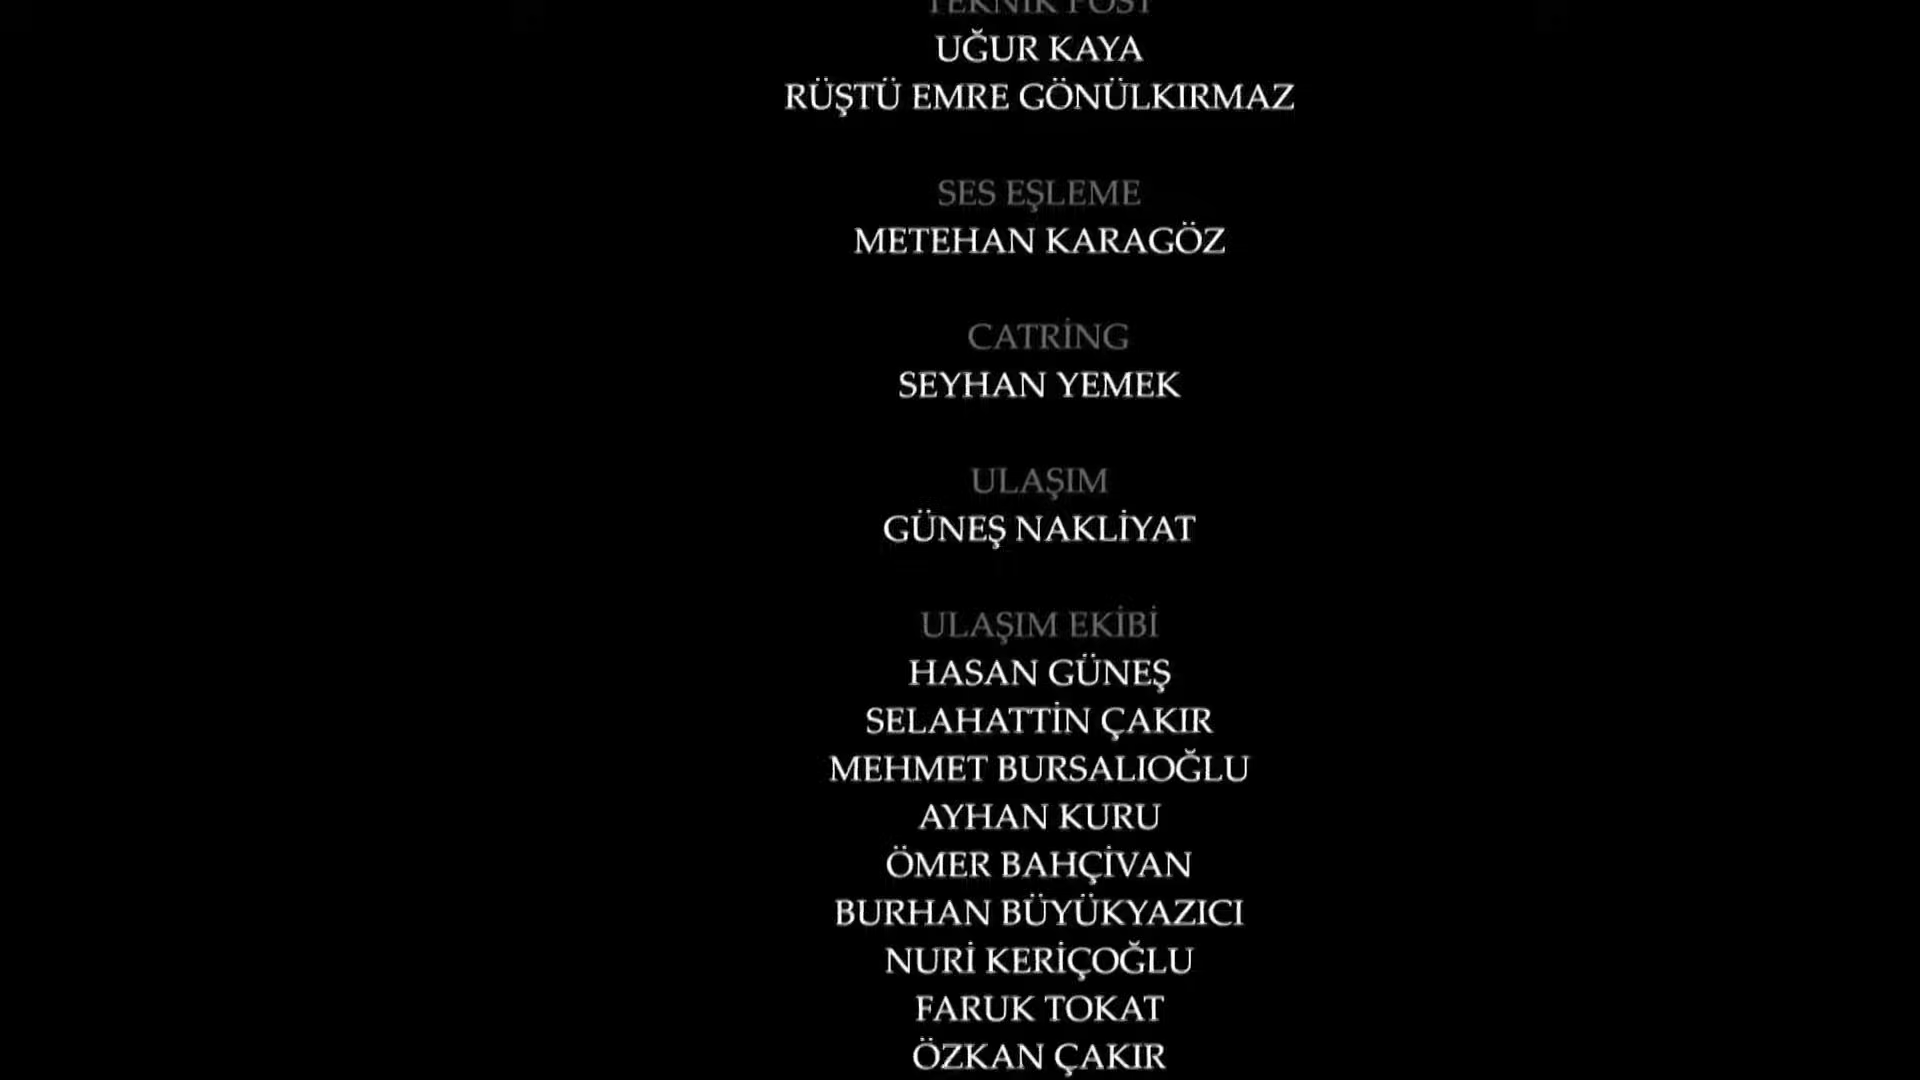 TEKNİK POST
UĞUR KAYA
RÜŞTÜ EMRE GÖNÜLKIRMAZ
SES EŞLEME
METEHAN KARAGÖZ
CATRİNG
SEYHAN YEMEK
ULAŞIM
GÜNEŞ NAKLİYAT
ULAŞIM EKİBİ
HASAN GÜNEŞ
SELAHATTİN ÇAKIR
MEHMET BURSALIOĞLU
AYHAN KURU
ÖMER BAHÇİVAN
BURHAN BÜYÜKYAZICI
NURİ KERİÇOĞLU
FARUK TOKAT
ÖZKAN ÇAKIR